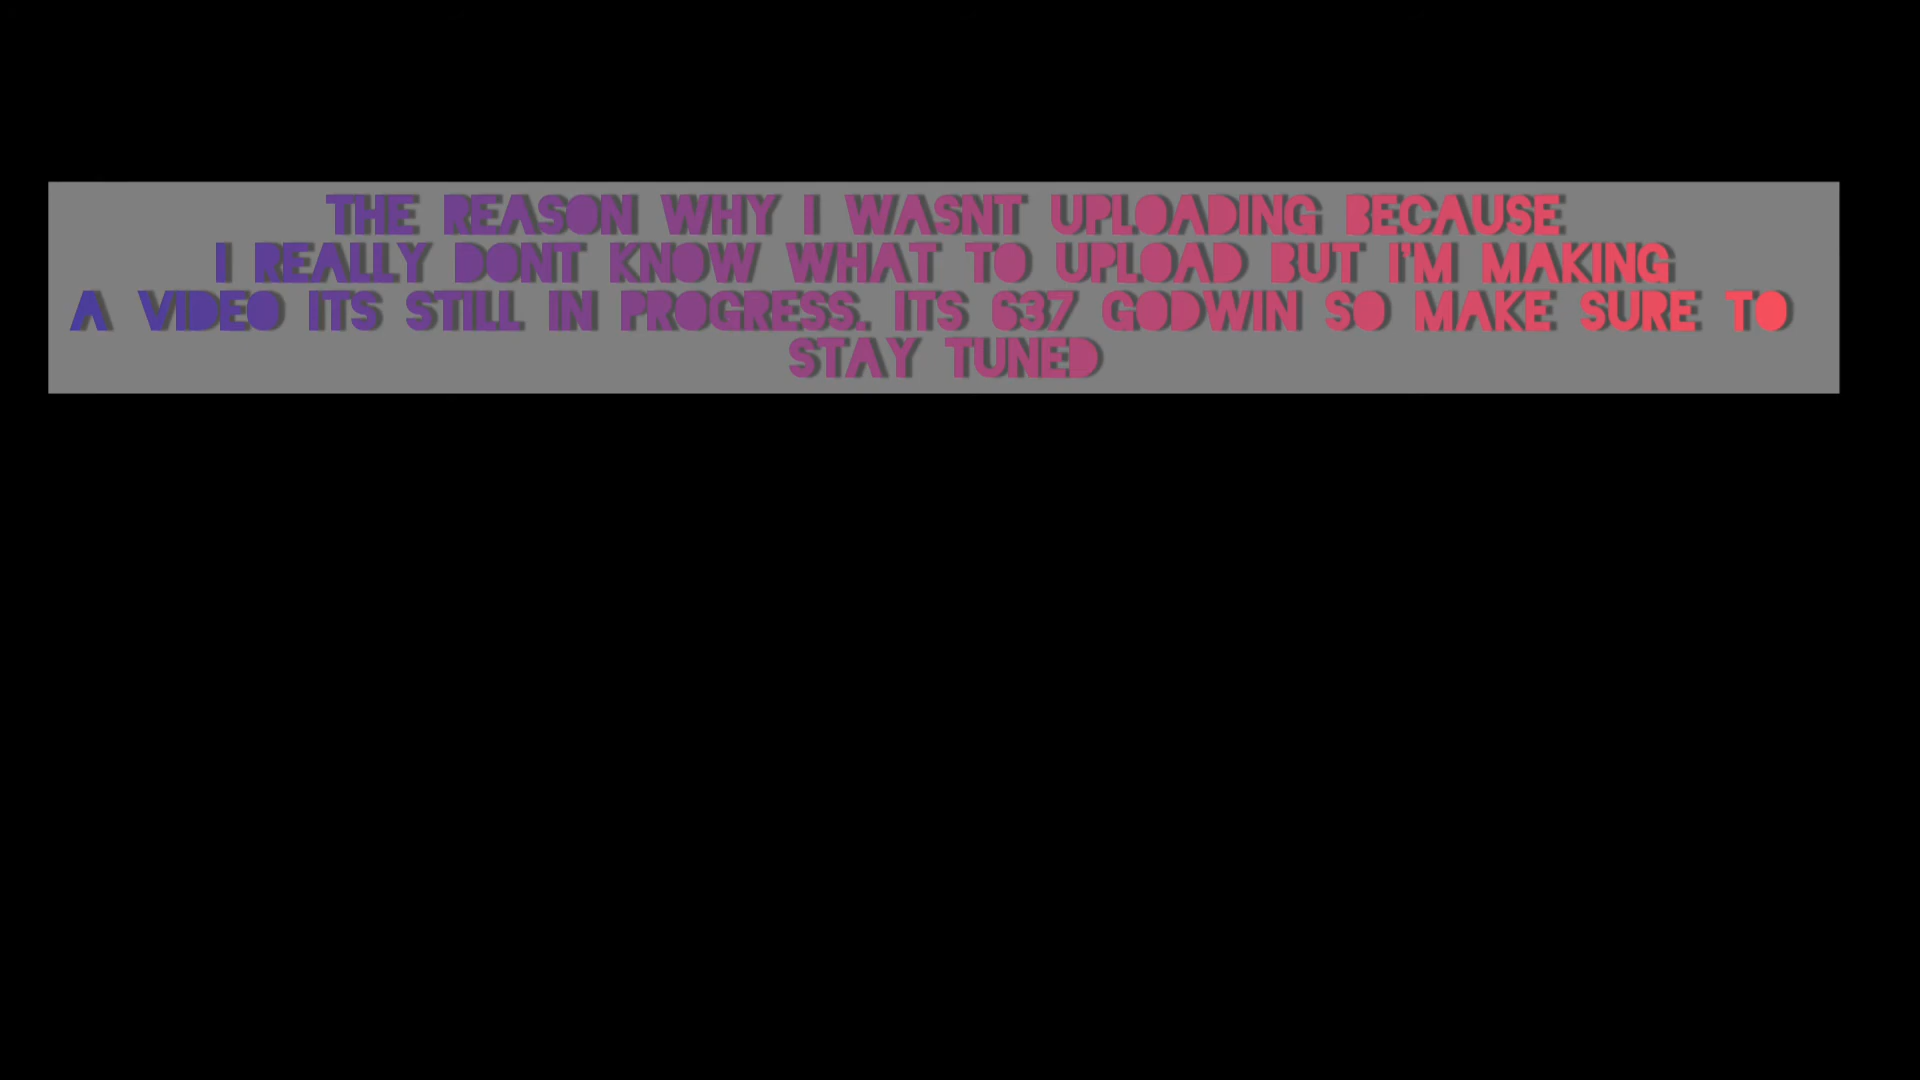 THE REASON WHY I WASNT UPLOADING BECAUSE
I REALLY DONT KNOW WHAT TO UPLOAD BUT I'M MAKING
A VIDEO ITS STILL IN PROGRESS. ITS 637 GODWIN SO MAKE SURE TO
STAY TUNED